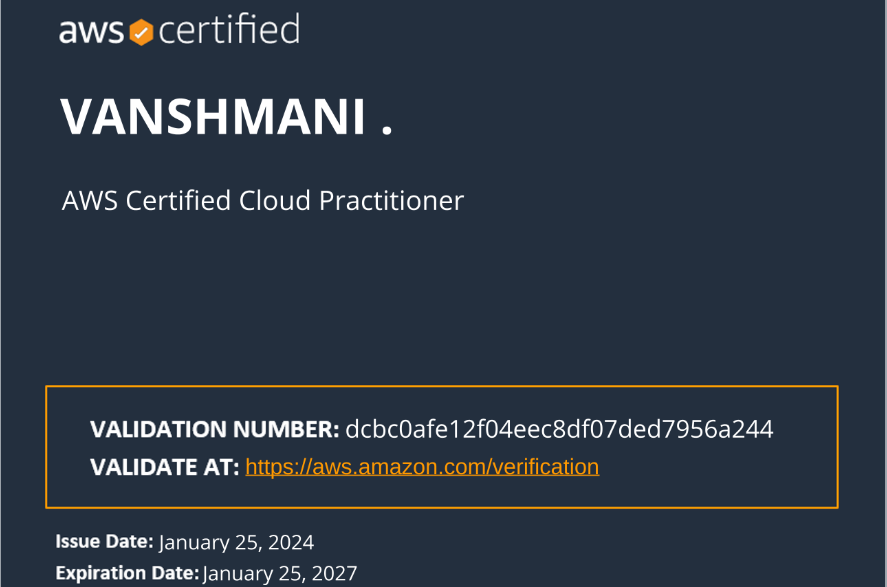 aws certified
VANSHMANI .
AWS Certified Cloud Practitioner
VALIDATION NUMBER: dcbc0afe12f04eec8df07ded7956a244
VALIDATE AT: https://aws.amazon.com/verification
Issue Date: January 25, 2024
Expiration Date: January 25, 2027